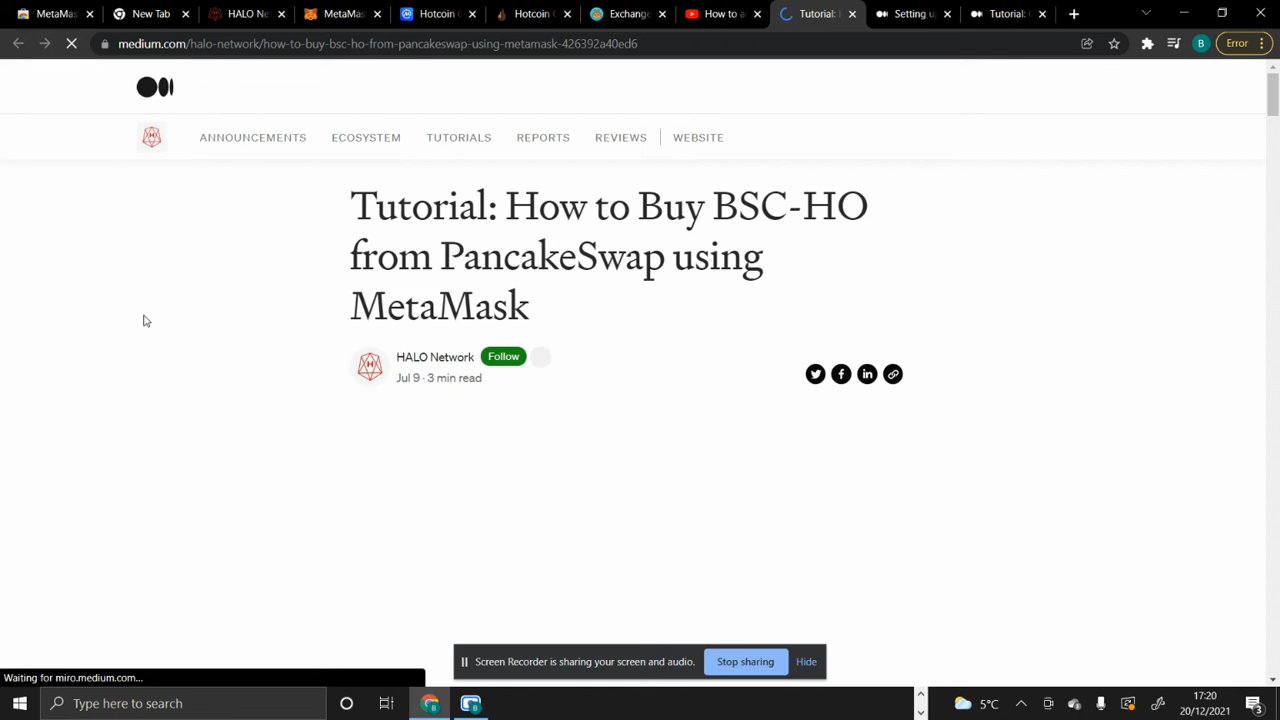 MetaMas
New Tab
HALO Ne
MetaMas
Hotcoin G
Hotcoin G
Exchange
How to a
Tutorial: H
Setting u
Tutorial:
medium.com/halo-network/how-to-buy-bsc-ho-from-pancakeswap-using-metamask-426392a40ed6
B
Error
ANNOUNCEMENTS
ECOSYSTEM
TUTORIALS
REPORTS
REVIEWS
WEBSITE
Tutorial: How to Buy BSC-HO
from PancakeSwap using
MetaMask
HALO Network
Follow
Jul 9 · 3 min read
Screen Recorder is sharing your screen and audio.
Stop sharing
Hide
Waiting for miro.medium.com...
Type here to search
5°C
17:20
20/12/2021
3